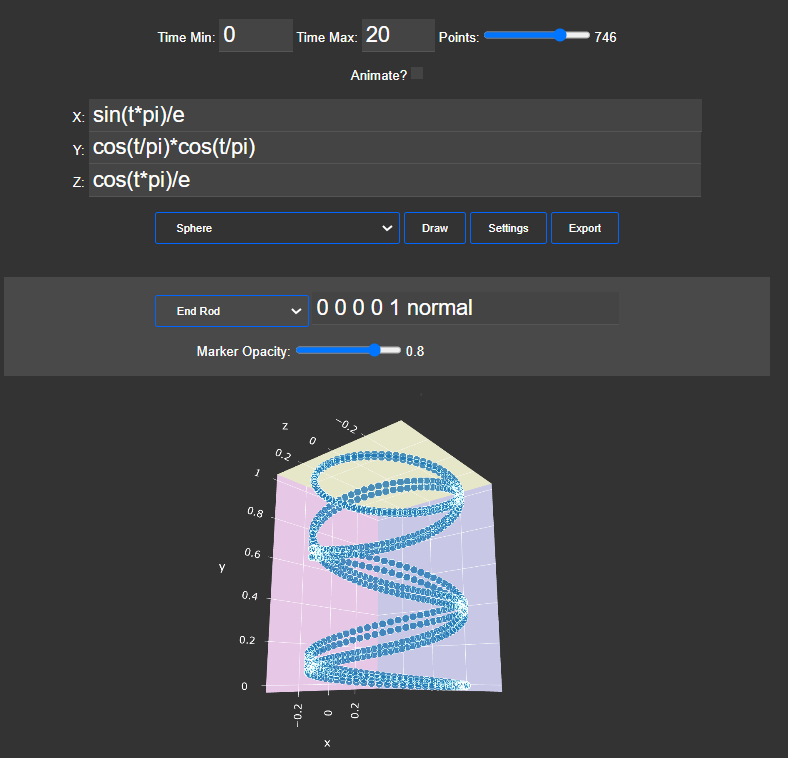 Time Min: 0 Time Max: 20 Points: 746
Animate?
X: sin(t*pi)/e
Y: cos(t/pi)*cos(t/pi)
Z: cos(t*pi)/e
Sphere Draw Settings Export
End Rod 0 0 0 0 1 normal
Marker Opacity: 0.8
z
−0.2
0
0.2
1
0.8
0.6
y
0.4
0.2
0
−0.2 0 0.2
x